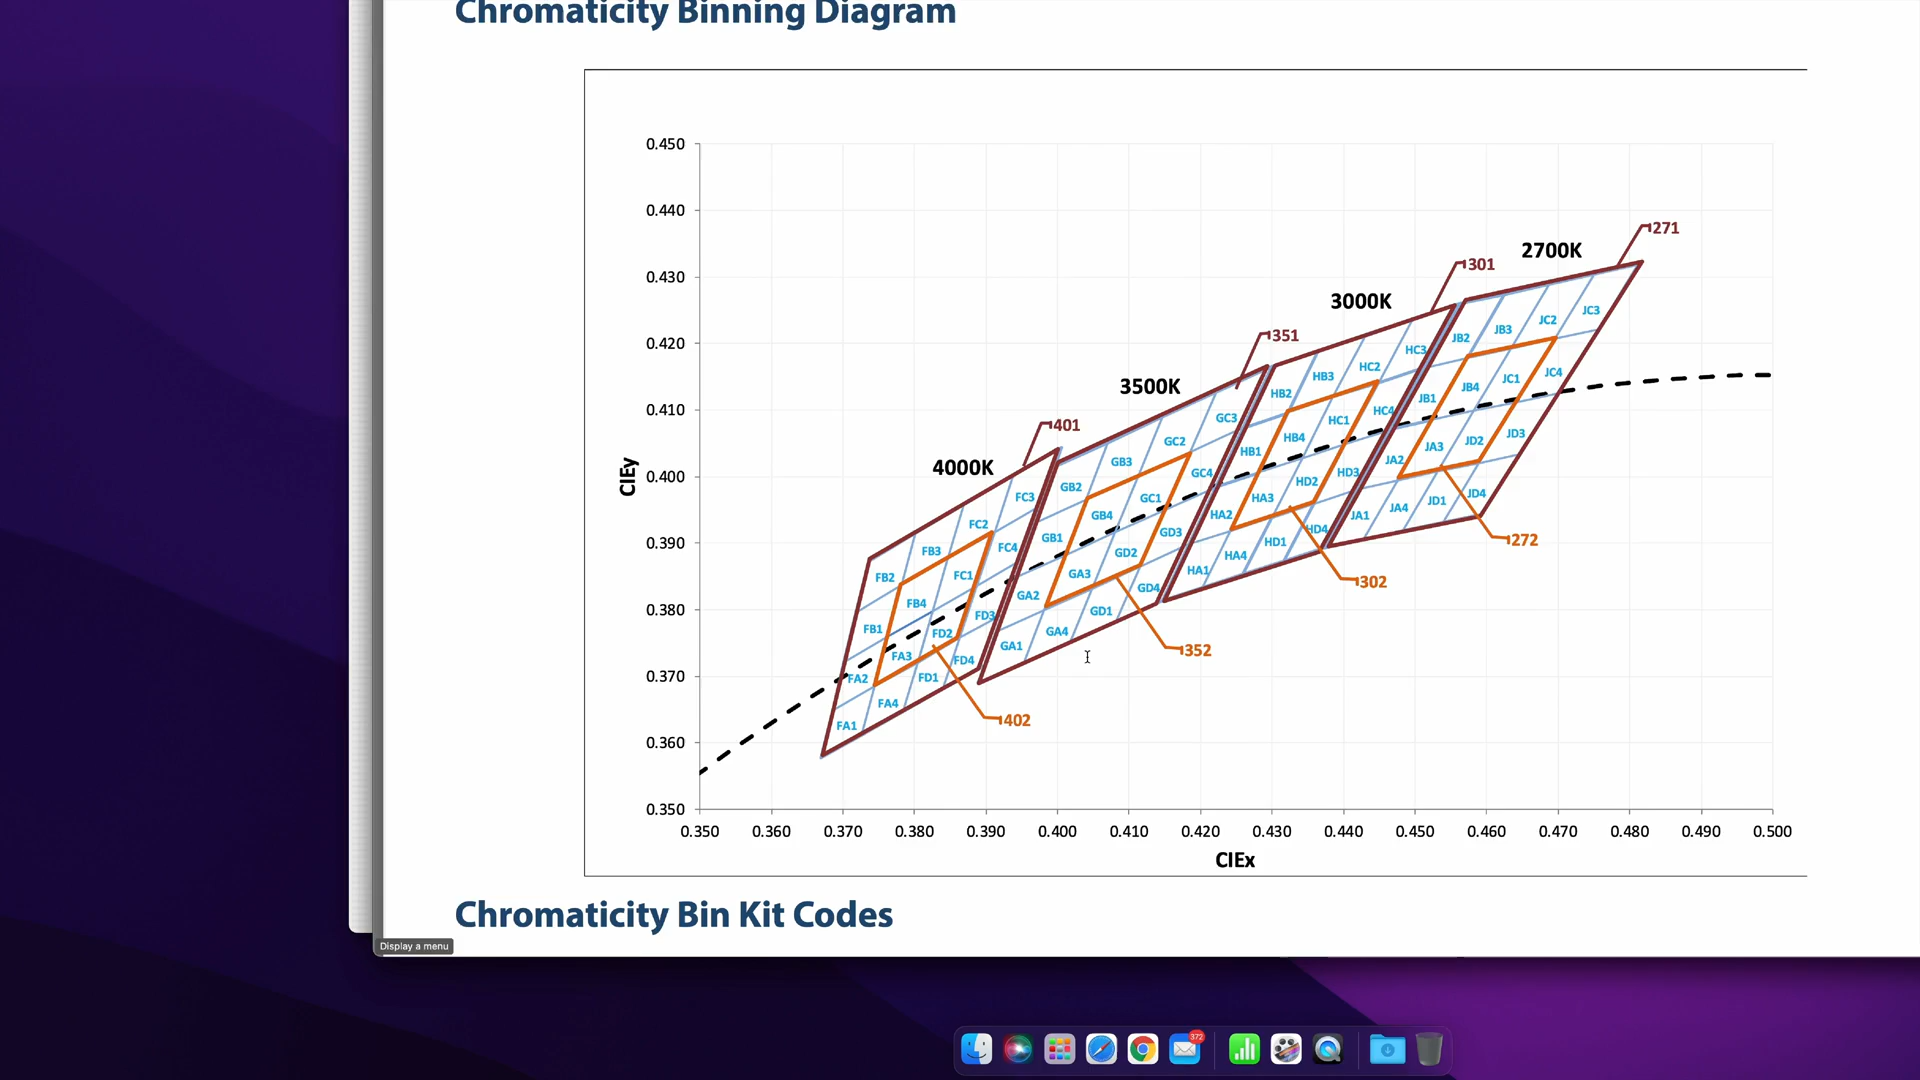 Chromaticity Binning Diagram
0.450
0.440
0.430
0.420
0.410
0.400
0.390
0.380
0.370
0.360
0.350
CIEy
271
2700K
301
3000K
351
3500K
401
4000K
JC3
JC2
JB3
JB2
HC3
JC4
JC1
JB4
JB1
HC2
HB3
HB2
HC4
HC1
HB4
HB1
GC3
JD3
JD2
JA3
JA2
HD3
HD2
HA3
HA2
GC4
GC2
GB3
GB2
GC1
GB4
GB1
JD4
JD1
JA4
JA1
HD4
HD1
HA4
HA1
GD3
GD2
GA3
GA2
FC3
FC2
FB3
FB2
FC4
FC1
FB4
FB1
GD4
GD1
GA4
GA1
FD3
FD2
FA3
FA2
FD4
FD1
FA4
FA1
272
302
352
402
0.350 0.360 0.370 0.380 0.390 0.400 0.410 0.420 0.430 0.440 0.450 0.460 0.470 0.480 0.490 0.500
CIEx
Chromaticity Bin Kit Codes
Display a menu
372